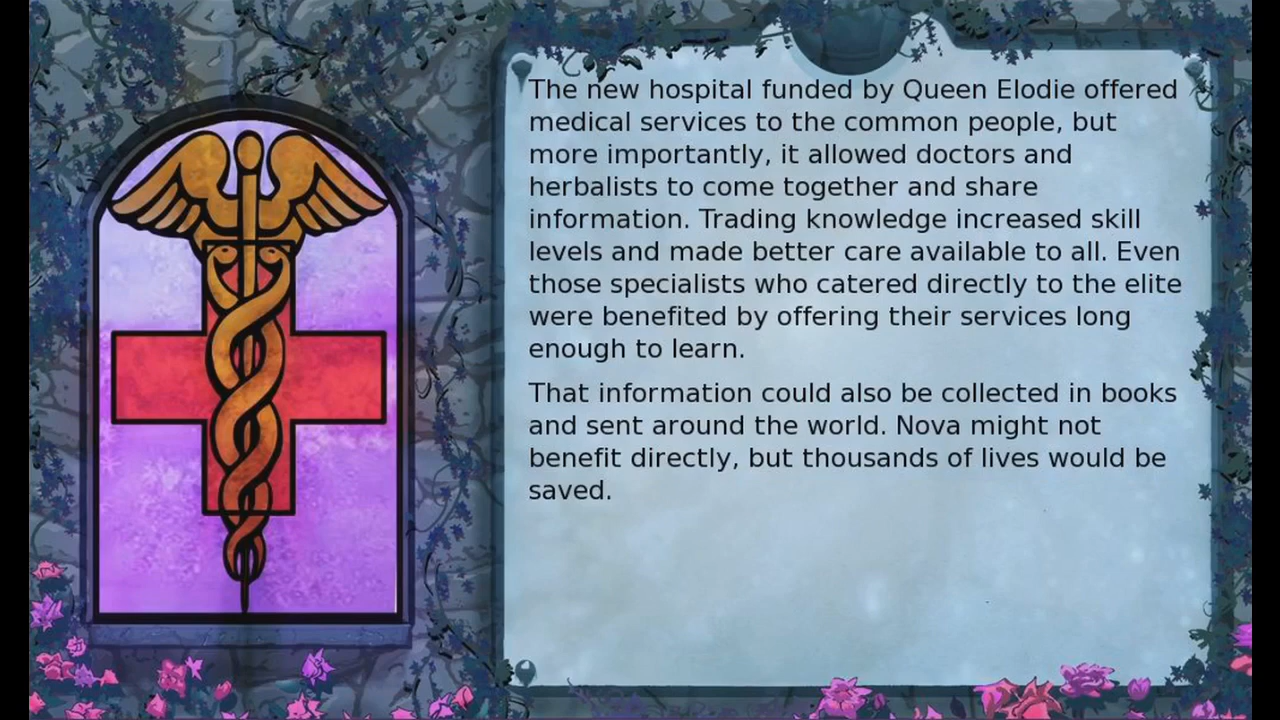 The new hospital funded by Queen Elodie offered
medical services to the common people, but
more importantly, it allowed doctors and
herbalists to come together and share
information. Trading knowledge increased skill
levels and made better care available to all. Even
those specialists who catered directly to the elite
were benefited by offering their services long
enough to learn.
That information could also be collected in books
and sent around the world. Nova might not
benefit directly, but thousands of lives would be
saved.